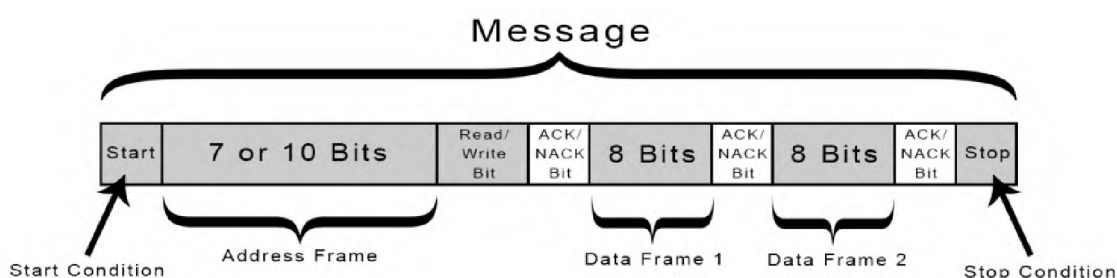 Message
Start
7 or 10 Bits
Read/
Write
Bit
ACK/
NACK
Bit
8 Bits
ACK/
NACK
Bit
8 Bits
ACK/
NACK
Bit
Stop
Start Condition
Address Frame
Data Frame 1
Data Frame 2
Stop Condition